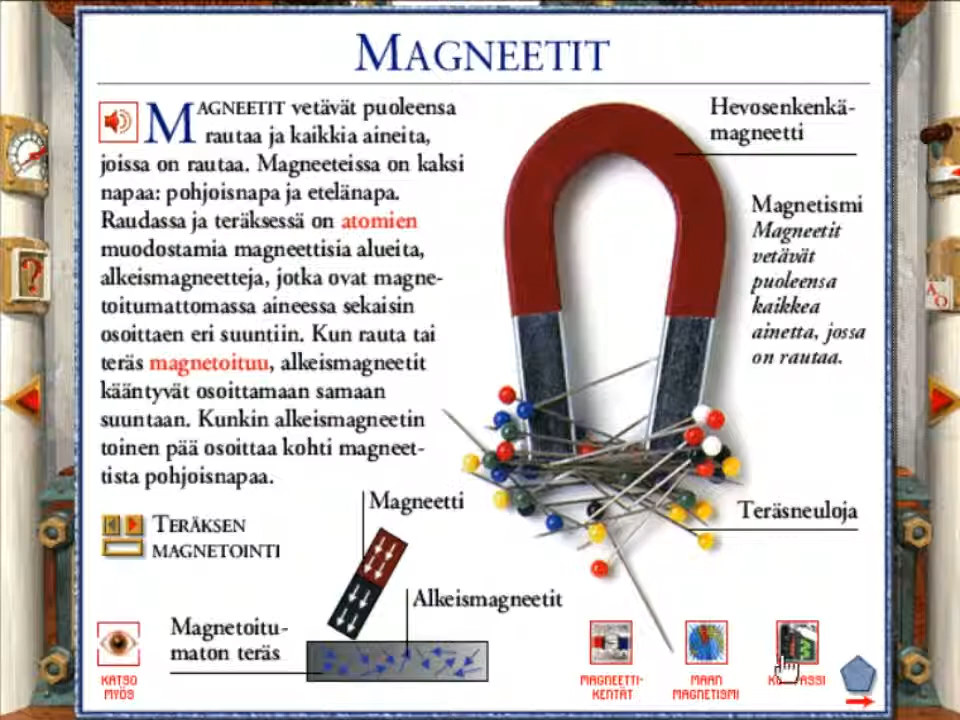 MAGNEETIT
MAGNEETIT vetävät puoleensa
rautaa ja kaikkia aineita,
joissa on rautaa. Magneeteissa on kaksi
napaa: pohjoisnapa ja etelänapa.
Raudassa ja teräksessä on atomien
muodostamia magneettisia alueita,
alkeismagneetteja, jotka ovat magne-
toitumattomassa aineessa sekaisin
osoittaen eri suuntiin. Kun rauta tai
teräs magnetoituu, alkeismagneetit
kääntyvät osoittamaan samaan
suuntaan. Kunkin alkeismagneetin
toinen pää osoittaa kohti magneet-
tista pohjoisnapaa.
Hevosenkenkä-
magneetti
Magnetismi
Magneetit
vetävät
puoleensa
kaikkea
ainetta, jossa
on rautaa.
Teräsneuloja
TERÄKSEN
MAGNETOINTI
Magneetti
Alkeismagneetit
Magnetoitu-
maton teräs
KATSO
MYÖS
MAGNEETTI-
KENTÄT
MAAN
MAGNETISMI
?
A
O